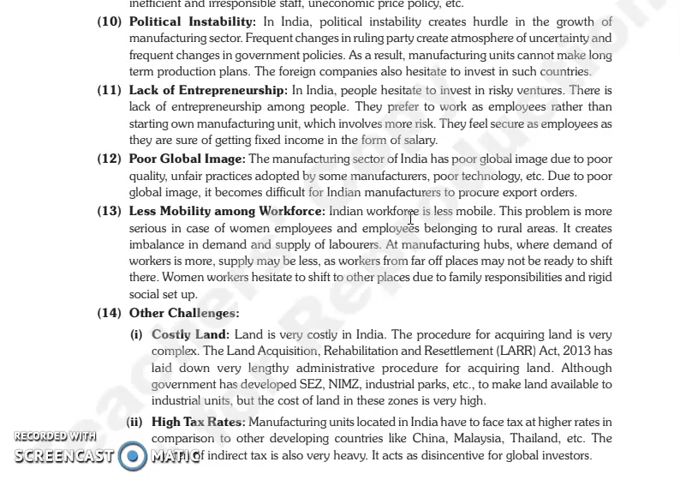 inefficient and irresponsible staff, uneconomic price policy, etc.
(10) Political Instability: In India, political instability creates hurdle in the growth of
manufacturing sector. Frequent changes in ruling party create atmosphere of uncertainty and
frequent changes in government policies. As a result, manufacturing units cannot make long
term production plans. The foreign companies also hesitate to invest in such countries.
(11) Lack of Entrepreneurship: In India, people hesitate to invest in risky ventures. There is
lack of entrepreneurship among people. They prefer to work as employees rather than
starting own manufacturing unit, which involves more risk. They feel secure as employees as
they are sure of getting fixed income in the form of salary.
(12) Poor Global Image: The manufacturing sector of India has poor global image due to poor
quality, unfair practices adopted by some manufacturers, poor technology, etc. Due to poor
global image, it becomes difficult for Indian manufacturers to procure export orders.
(13) Less Mobility among Workforce: Indian workforce is less mobile. This problem is more
serious in case of women employees and employees belonging to rural areas. It creates
imbalance in demand and supply of labourers. At manufacturing hubs, where demand of
workers is more, supply may be less, as workers from far off places may not be ready to shift
there. Women workers hesitate to shift to other places due to family responsibilities and rigid
social set up.
(14) Other Challenges:
(i) Costly Land: Land is very costly in India. The procedure for acquiring land is very
complex. The Land Acquisition, Rehabilitation and Resettlement (LARR) Act, 2013 has
laid down very lengthy administrative procedure for acquiring land. Although
government has developed SEZ, NIMZ, industrial parks, etc., to make land available to
industrial units, but the cost of land in these zones is very high.
(ii) High Tax Rates: Manufacturing units located in India have to face tax at higher rates in
comparison to other developing countries like China, Malaysia, Thailand, etc. The
of indirect tax is also very heavy. It acts as disincentive for global investors.
RECORDED WITH
SCREENCAST MATIC